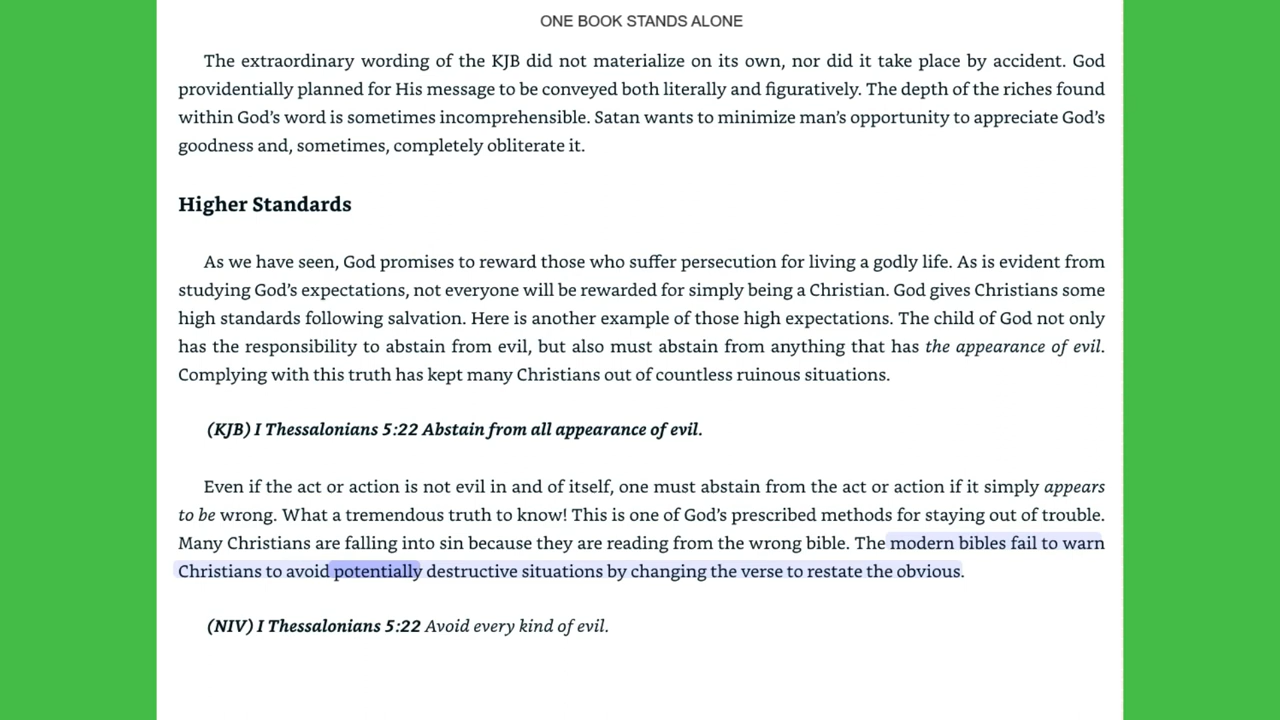 ONE BOOK STANDS ALONE
The extraordinary wording of the KJB did not materialize on its own, nor did it take place by accident. God
providentially planned for His message to be conveyed both literally and figuratively. The depth of the riches found
within God’s word is sometimes incomprehensible. Satan wants to minimize man’s opportunity to appreciate God’s
goodness and, sometimes, completely obliterate it.
Higher Standards
As we have seen, God promises to reward those who suffer persecution for living a godly life. As is evident from
studying God’s expectations, not everyone will be rewarded for simply being a Christian. God gives Christians some
high standards following salvation. Here is another example of those high expectations. The child of God not only
has the responsibility to abstain from evil, but also must abstain from anything that has the appearance of evil.
Complying with this truth has kept many Christians out of countless ruinous situations.
(KJB) I Thessalonians 5:22 Abstain from all appearance of evil.
Even if the act or action is not evil in and of itself, one must abstain from the act or action if it simply appears
to be wrong. What a tremendous truth to know! This is one of God’s prescribed methods for staying out of trouble.
Many Christians are falling into sin because they are reading from the wrong bible. The modern bibles fail to warn
Christians to avoid potentially destructive situations by changing the verse to restate the obvious.
(NIV) I Thessalonians 5:22 Avoid every kind of evil.